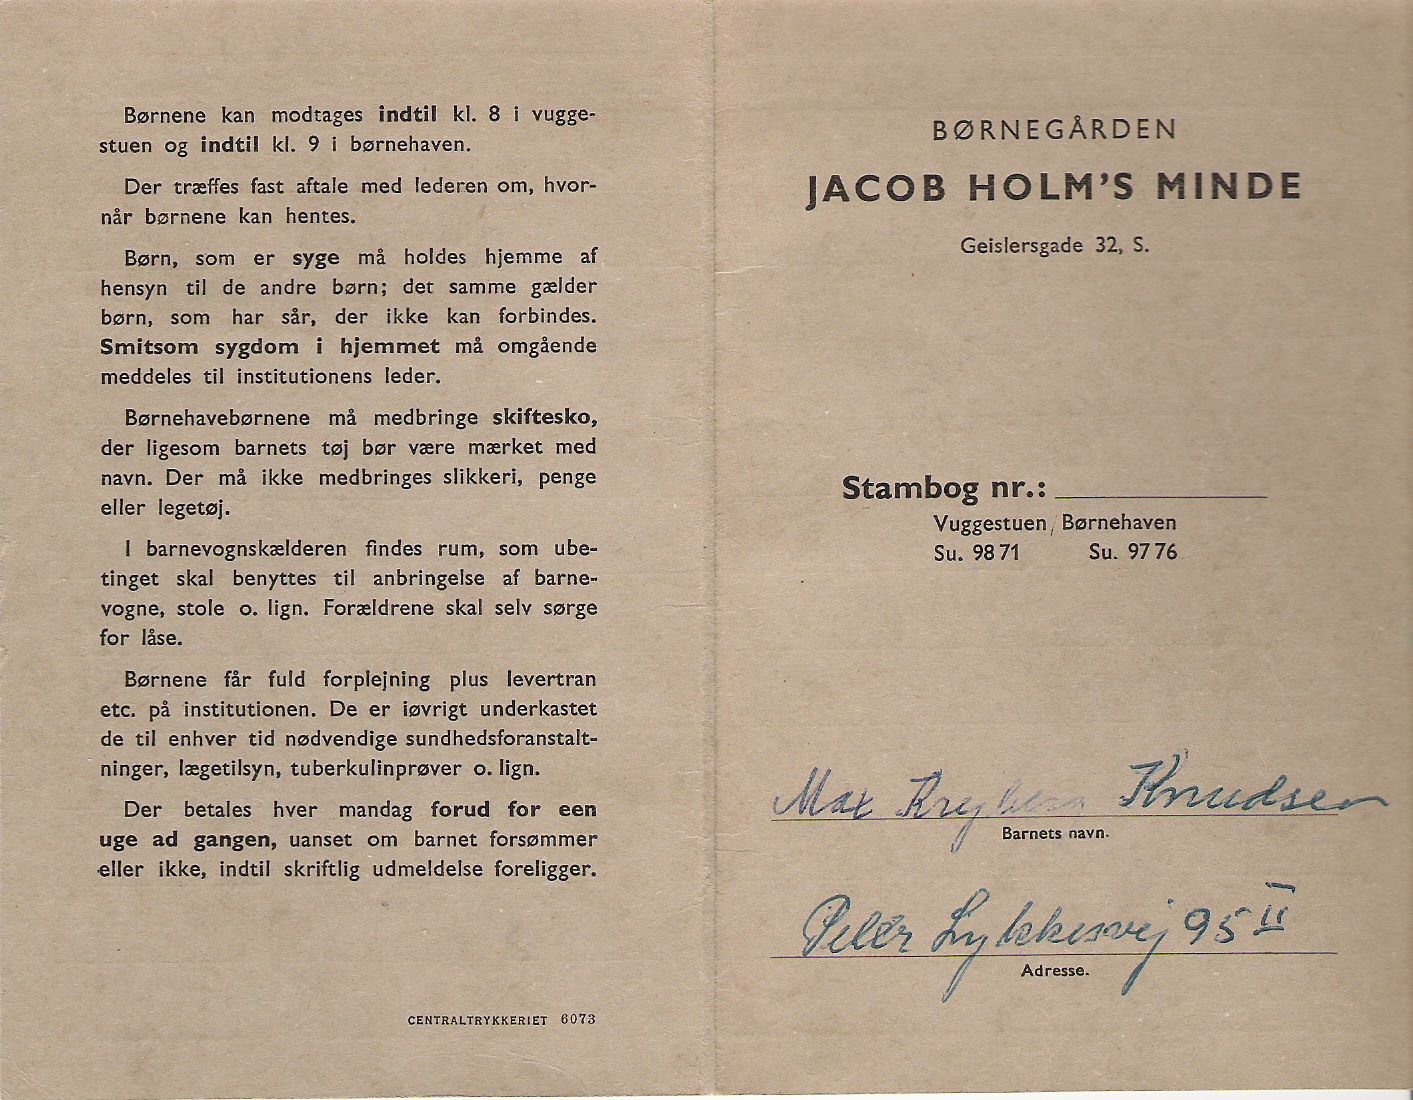 Børnene kan modtages indtil kl. 8 i vugge-
stuen og indtil kl. 9 i børnehaven.
Der træffes fast aftale med lederen om, hvor-
når børnene kan hentes.
Børn, som er syge må holdes hjemme af
hensyn til de andre børn; det samme gælder
børn, som har sår, der ikke kan forbindes.
Smitsom sygdom i hjemmet må omgående
meddeles til institutionens leder.
Børnehavebørnene må medbringe skiftesko,
der ligesom barnets tøj bør være mærket med
navn. Der må ikke medbringes slikkeri, penge
eller legetøj.
I barnevognskælderen findes rum, som ube-
tinget skal benyttes til anbringelse af barne-
vogne, stole o. lign. Forældrene skal selv sørge
for låse.
Børnene får fuld forplejning plus levertran
etc. på institutionen. De er iøvrigt underkastet
de til enhver tid nødvendige sundhedsforanstalt-
ninger, lægetilsyn, tuberkulinprøver o. lign.
Der betales hver mandag forud for een
uge ad gangen, uanset om barnet forsømmer
eller ikke, indtil skriftlig udmeldelse foreligger.
CENTRALTRYKKERIET 6073
BØRNEGÅRDEN
JACOB HOLM'S MINDE
Geislersgade 32, S.
Stambog nr.:
Vuggestuen / Børnehaven
Su. 9871 Su. 9776
Max Knudsen
Barnets navn.
Peter Lykkesvej 95 II
Adresse.